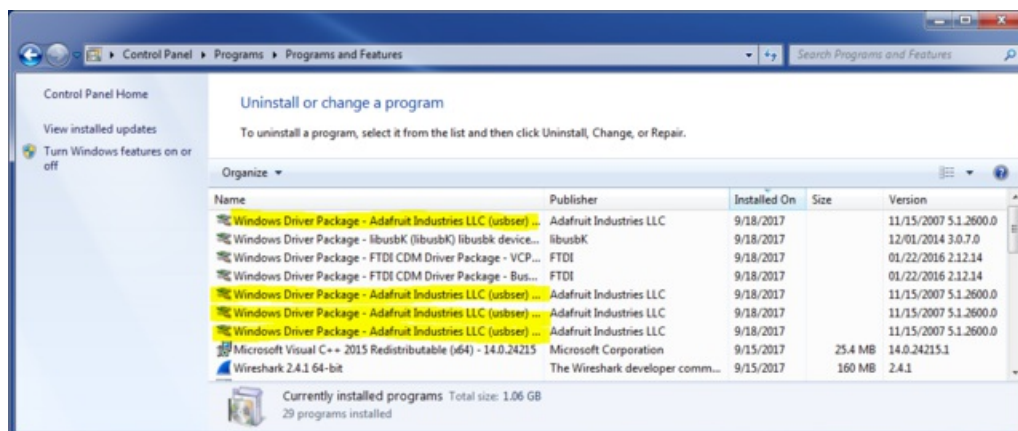 Control Panel ▸ Programs ▸ Programs and Features
Search Programs and Features
Control Panel Home
View installed updates
Turn Windows features on or
off
Uninstall or change a program
To uninstall a program, select it from the list and then click Uninstall, Change, or Repair.
Organize
Name Publisher Installed On Size Version
Windows Driver Package - Adafruit Industries LLC (usbser) ... Adafruit Industries LLC 9/18/2017 11/15/2007 5.1.2600.0
Windows Driver Package - libusbK (libusbK) libusbk device... libusbK 9/18/2017 12/01/2014 3.0.7.0
Windows Driver Package - FTDI CDM Driver Package - VCP... FTDI 9/18/2017 01/22/2016 2.12.14
Windows Driver Package - FTDI CDM Driver Package - Bus... FTDI 9/18/2017 01/22/2016 2.12.14
Windows Driver Package - Adafruit Industries LLC (usbser) ... Adafruit Industries LLC 9/18/2017 11/15/2007 5.1.2600.0
Windows Driver Package - Adafruit Industries LLC (usbser) ... Adafruit Industries LLC 9/18/2017 11/15/2007 5.1.2600.0
Windows Driver Package - Adafruit Industries LLC (usbser) ... Adafruit Industries LLC 9/18/2017 11/15/2007 5.1.2600.0
Microsoft Visual C++ 2015 Redistributable (x64) - 14.0.24215 Microsoft Corporation 9/15/2017 25.4 MB 14.0.24215.1
Wireshark 2.4.1 64-bit The Wireshark developer comm... 9/15/2017 160 MB 2.4.1
Currently installed programs Total size: 1.06 GB
29 programs installed